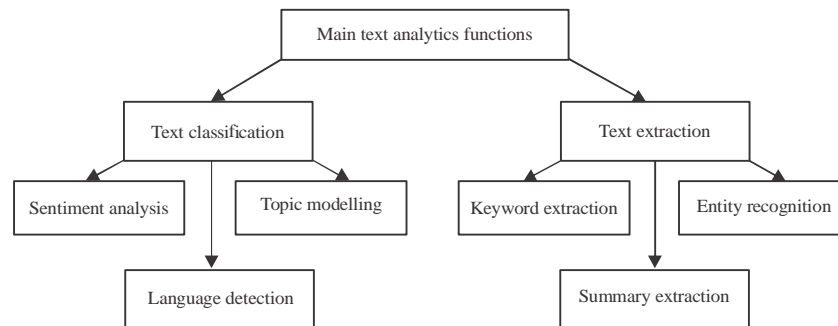 Main text analytics functions
Text classification
Text extraction
Sentiment analysis
Topic modelling
Keyword extraction
Entity recognition
Language detection
Summary extraction